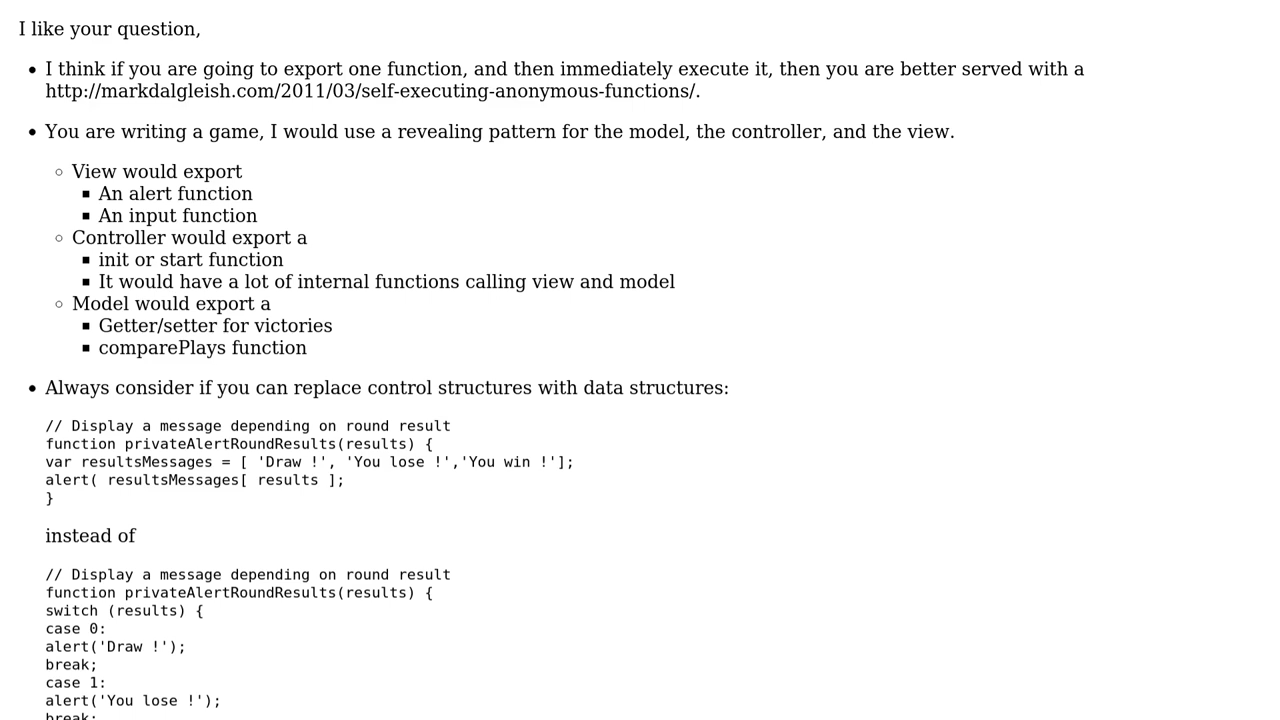 I like your question,
I think if you are going to export one function, and then immediately execute it, then you are better served with a
http://markdalgleish.com/2011/03/self-executing-anonymous-functions/.
You are writing a game, I would use a revealing pattern for the model, the controller, and the view.
View would export
An alert function
An input function
Controller would export a
init or start function
It would have a lot of internal functions calling view and model
Model would export a
Getter/setter for victories
comparePlays function
Always consider if you can replace control structures with data structures:
// Display a message depending on round result
function privateAlertRoundResults(results) {
var resultsMessages = [ 'Draw !', 'You lose !','You win !'];
alert( resultsMessages[ results ];
}
instead of
// Display a message depending on round result
function privateAlertRoundResults(results) {
switch (results) {
case 0:
alert('Draw !');
break;
case 1:
alert('You lose !');
break;